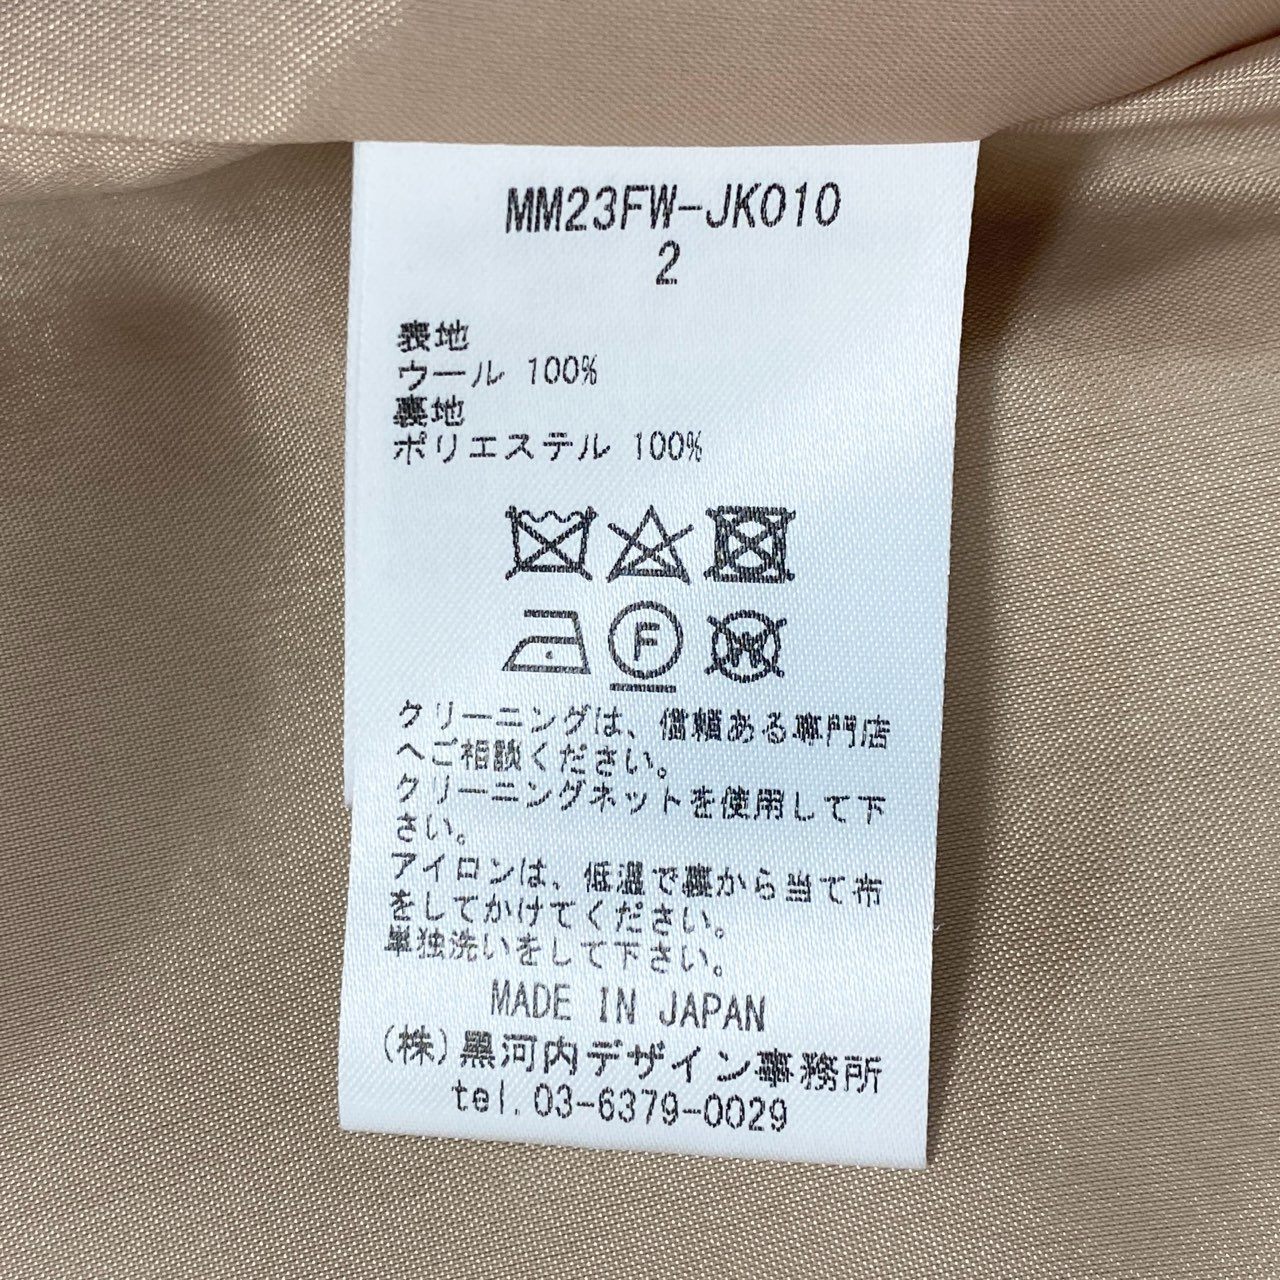 MM23FW-JK010
2
表地
ウール 100%
裏地
ポリエステル 100%
F
W
クリーニングは、信頼ある専門店
へご相談ください。
クリーニングネットを使用して下
さい。
アイロンは、低温で裏から当て布
をしてかけてください。
単独洗いをして下さい。
MADE IN JAPAN
(株)黒河内デザイン事務所
tel.03-6379-0029